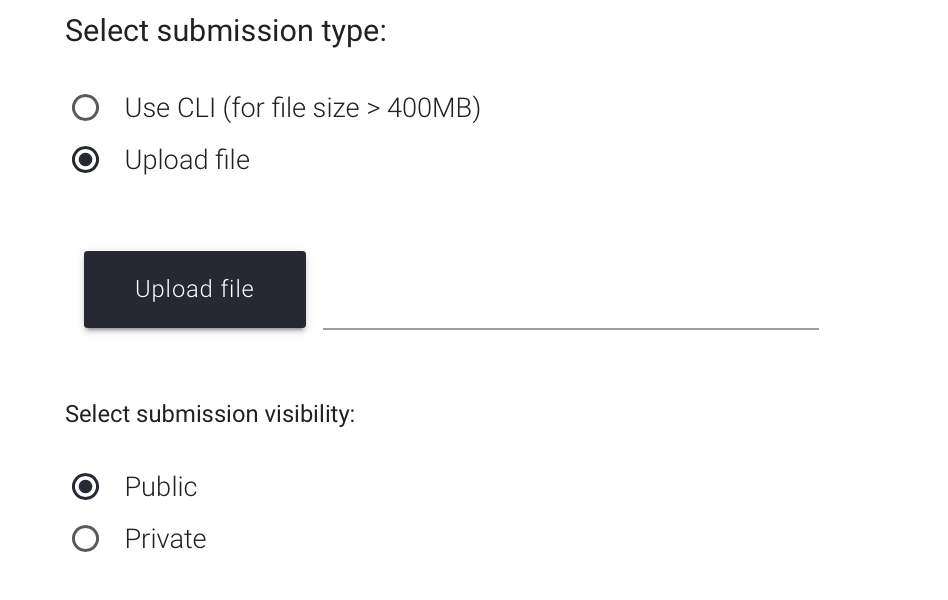 Select submission type:
Use CLI (for file size > 400MB)
Upload file
Upload file
Select submission visibility:
Public
Private